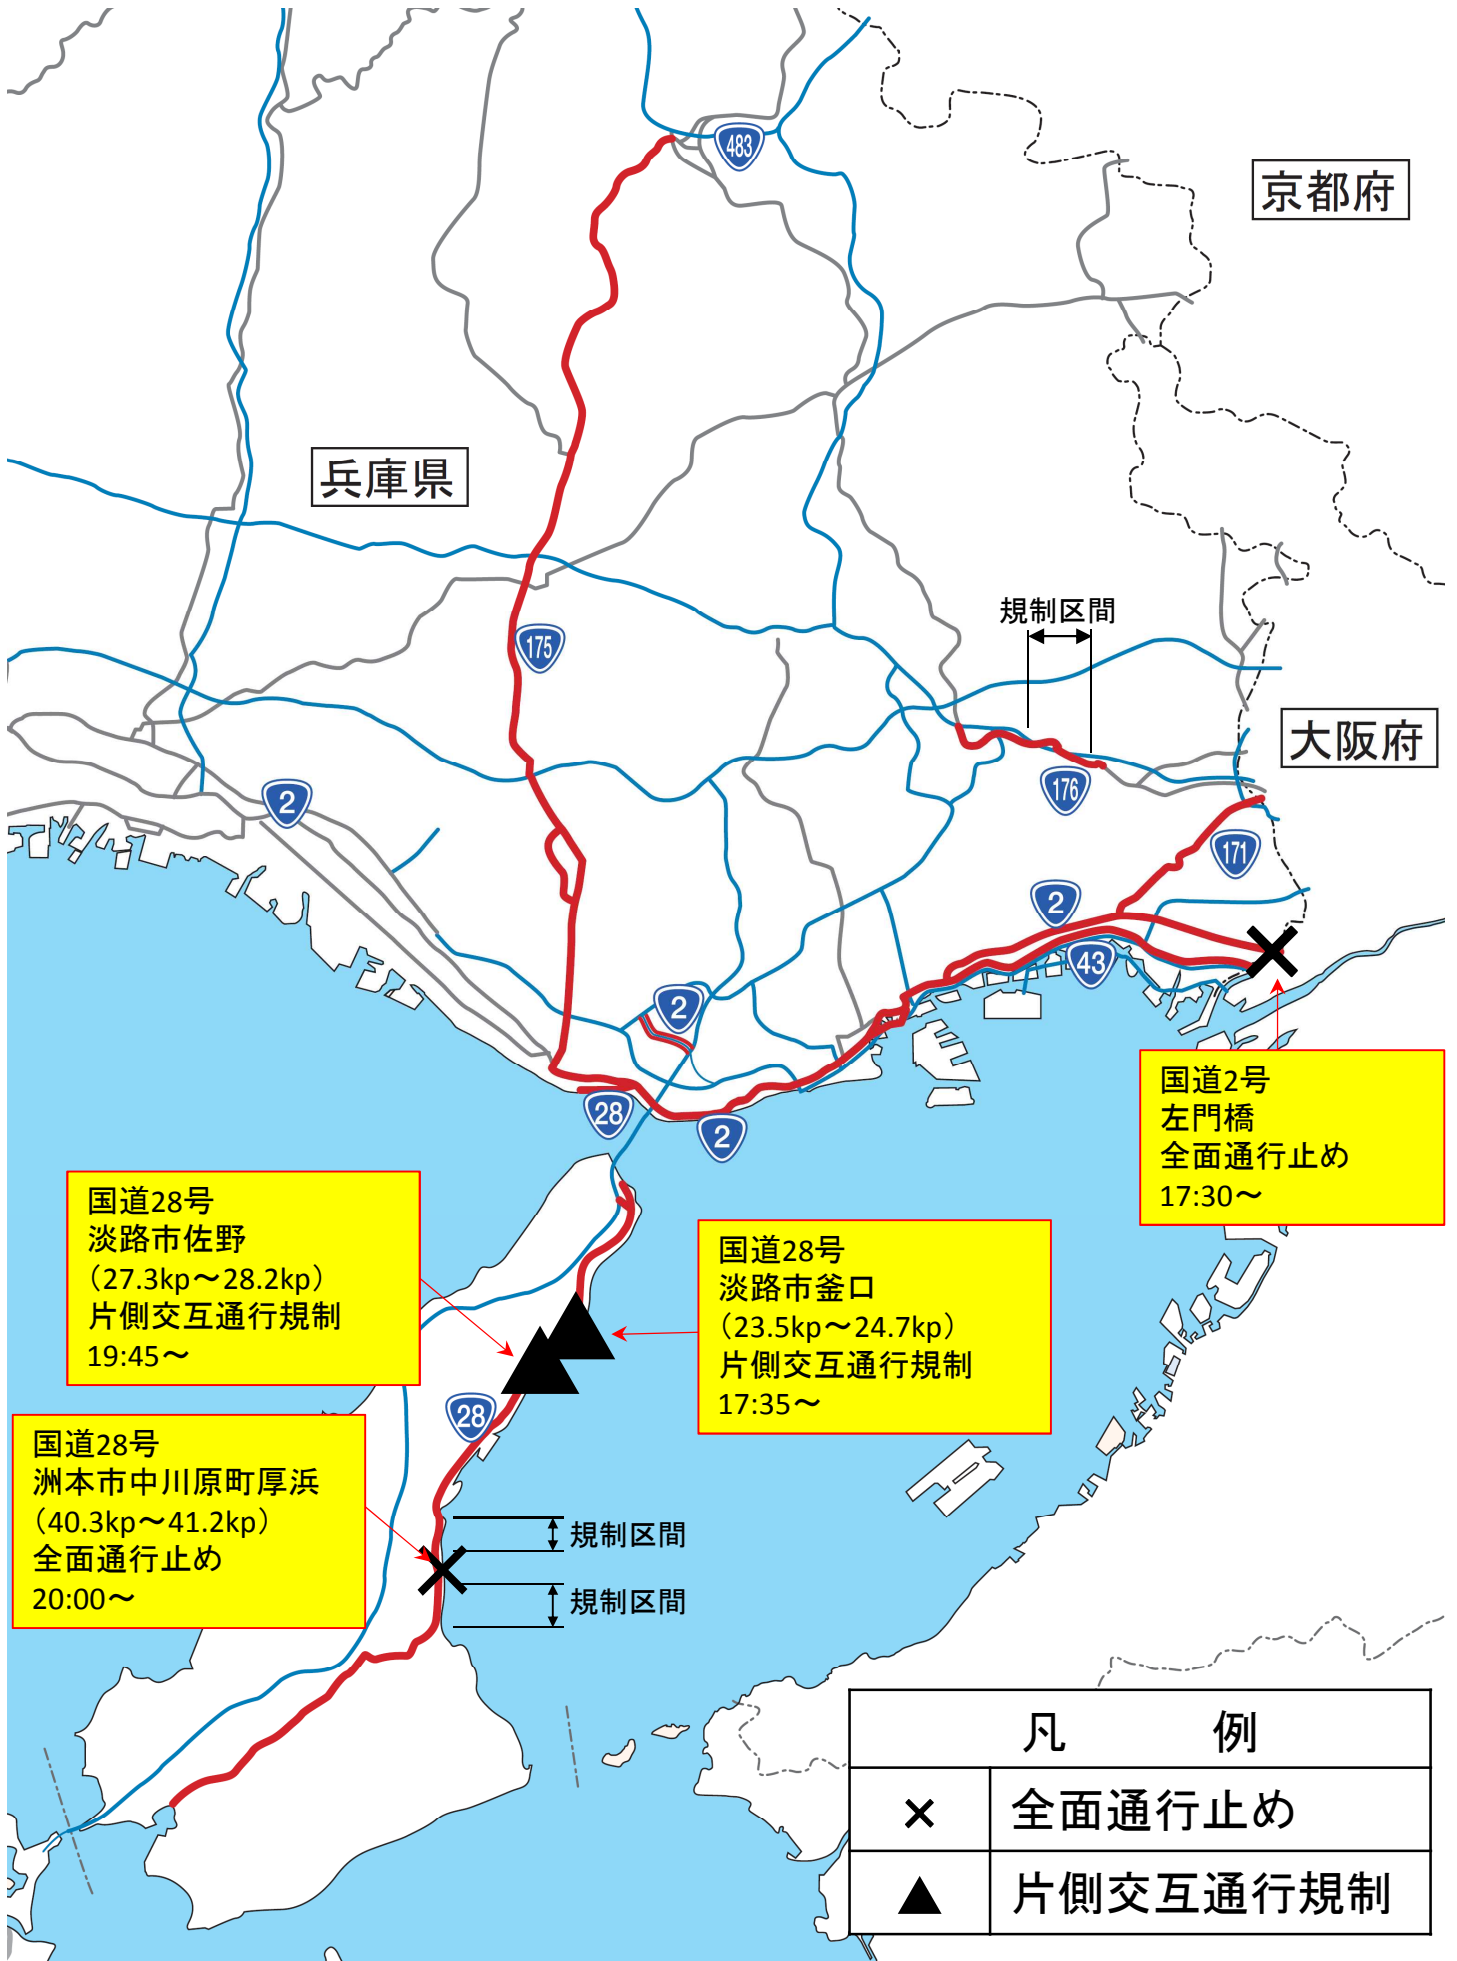 483
京都府
兵庫県
規制区間
175
大阪府
2
176
171
2
43
2
28
2
国道2号
左門橋
全面通行止め
17:30～
国道28号
淡路市佐野
（27.3kp～28.2kp）
片側交互通行規制
19:45～
国道28号
淡路市釜口
（23.5kp～24.7kp）
片側交互通行規制
17:35～
28
国道28号
洲本市中川原町厚浜
（40.3kp～41.2kp）
全面通行止め
20:00～
規制区間
規制区間
凡 例
× 全面通行止め
▲ 片側交互通行規制